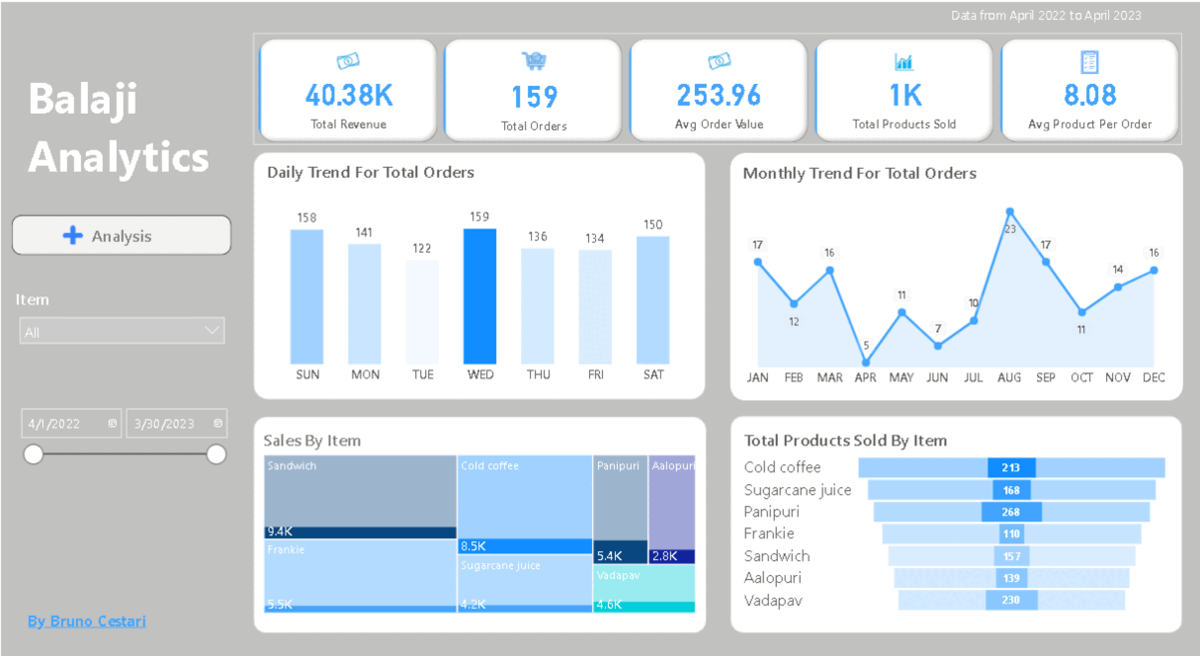 Data from April 2022 to April 2023
Balaji
Analytics
40.38K
Total Revenue
159
Total Orders
253.96
Avg Order Value
1K
Total Products Sold
8.08
Avg Product Per Order
Analysis
Item
All
4/1/2022
3/30/2023
By Bruno Cestari
Daily Trend For Total Orders
158
141
122
159
136
134
150
SUN MON TUE WED THU FRI SAT
Monthly Trend For Total Orders
17
12
16
5
11
7
10
23
17
11
14
16
JAN FEB MAR APR MAY JUN JUL AUG SEP OCT NOV DEC
Sales By Item
Sandwich
9.4K
Frankie
5.5K
Cold coffee
8.5K
Sugarcane juice
4.2K
Panipuri
5.4K
Aalopuri
2.8K
Vadapav
4.6K
Total Products Sold By Item
Cold coffee 213
Sugarcane juice 168
Panipuri 268
Frankie 110
Sandwich 157
Aalopuri 139
Vadapav 230